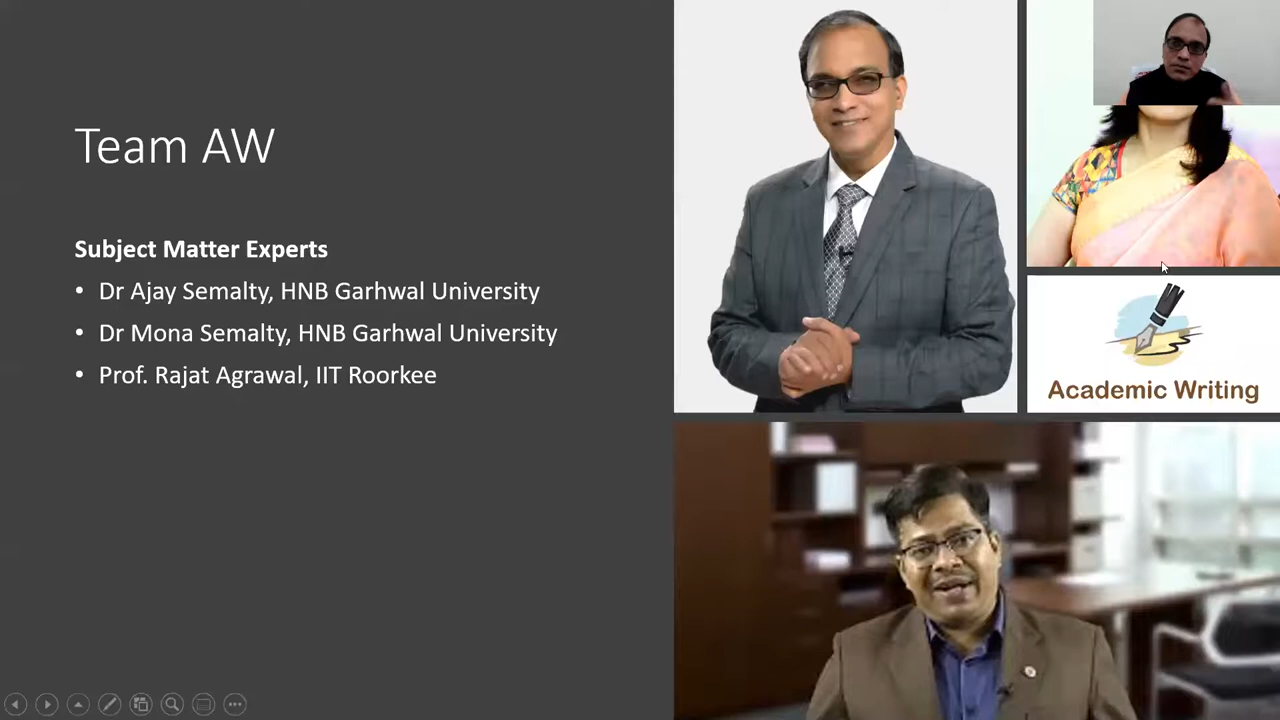 Team AW
Subject Matter Experts
• Dr Ajay Semalty, HNB Garhwal University
• Dr Mona Semalty, HNB Garhwal University
• Prof. Rajat Agrawal, IIT Roorkee
Academic Writing